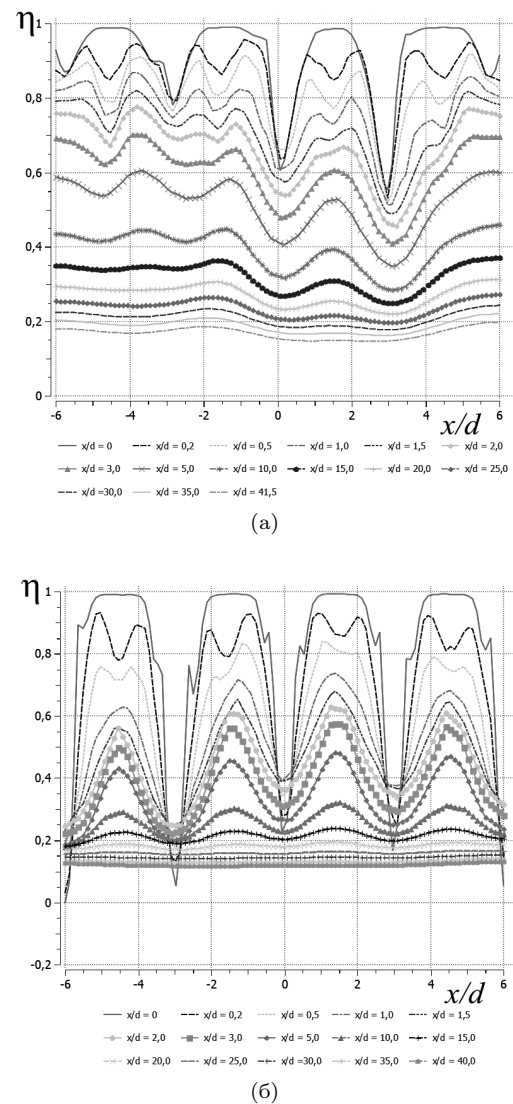 η
1
0,8
0,6
0,4
0,2
0
-6 -4 -2 0 2 4 6
x/d
x/d = 0 x/d = 0,2 x/d = 0,5 x/d = 1,0 x/d = 1,5 x/d = 2,0
x/d = 3,0 x/d = 5,0 x/d = 10,0 x/d = 15,0 x/d = 20,0 x/d = 25,0
x/d =30,0 x/d = 35,0 x/d = 41,5
(а)
η
1
0,8
0,6
0,4
0,2
0
-0,2
-6 -4 -2 0 2 4 6
x/d
x/d = 0 x/d = 0,2 x/d = 0,5 x/d = 1,0 x/d = 1,5
x/d = 2,0 x/d = 3,0 x/d = 5,0 x/d = 10,0 x/d = 15,0
x/d = 20,0 x/d = 25,0 x/d =30,0 x/d = 35,0 x/d = 40,0
(б)